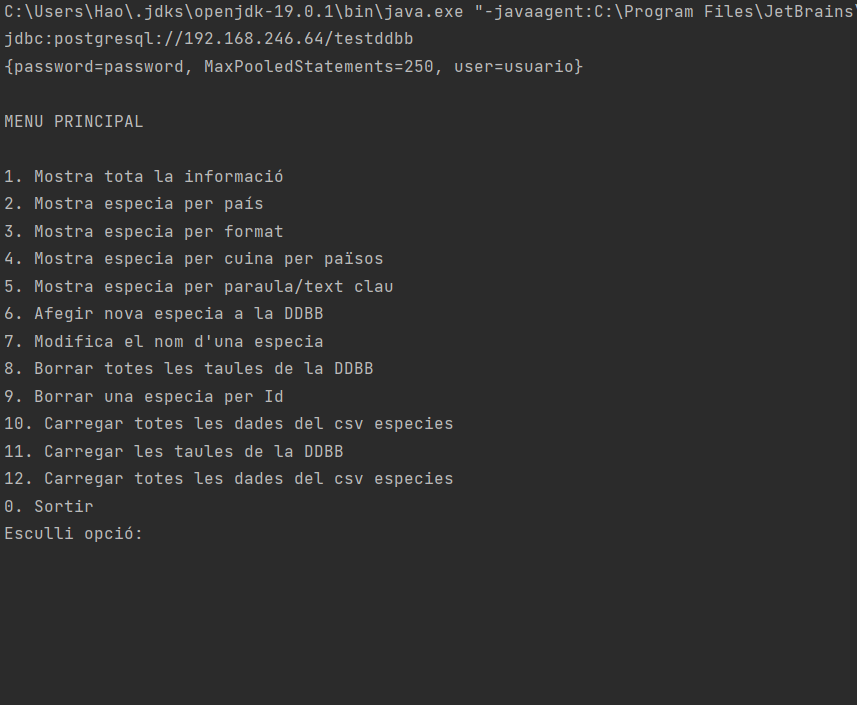 C:\Users\Hao\.jdks\openjdk-19.0.1\bin\java.exe "-javaagent:C:\Program Files\JetBrains\
jdbc:postgresql://192.168.246.64/testddbb
{password=password, MaxPooledStatements=250, user=usuario}
MENU PRINCIPAL
1. Mostra tota la informació
2. Mostra especia per país
3. Mostra especia per format
4. Mostra especia per cuina per països
5. Mostra especia per paraula/text clau
6. Afegir nova especia a la DDBB
7. Modifica el nom d'una especia
8. Borrar totes les taules de la DDBB
9. Borrar una especia per Id
10. Carregar totes les dades del csv especies
11. Carregar les taules de la DDBB
12. Carregar totes les dades del csv especies
0. Sortir
Esculli opció: